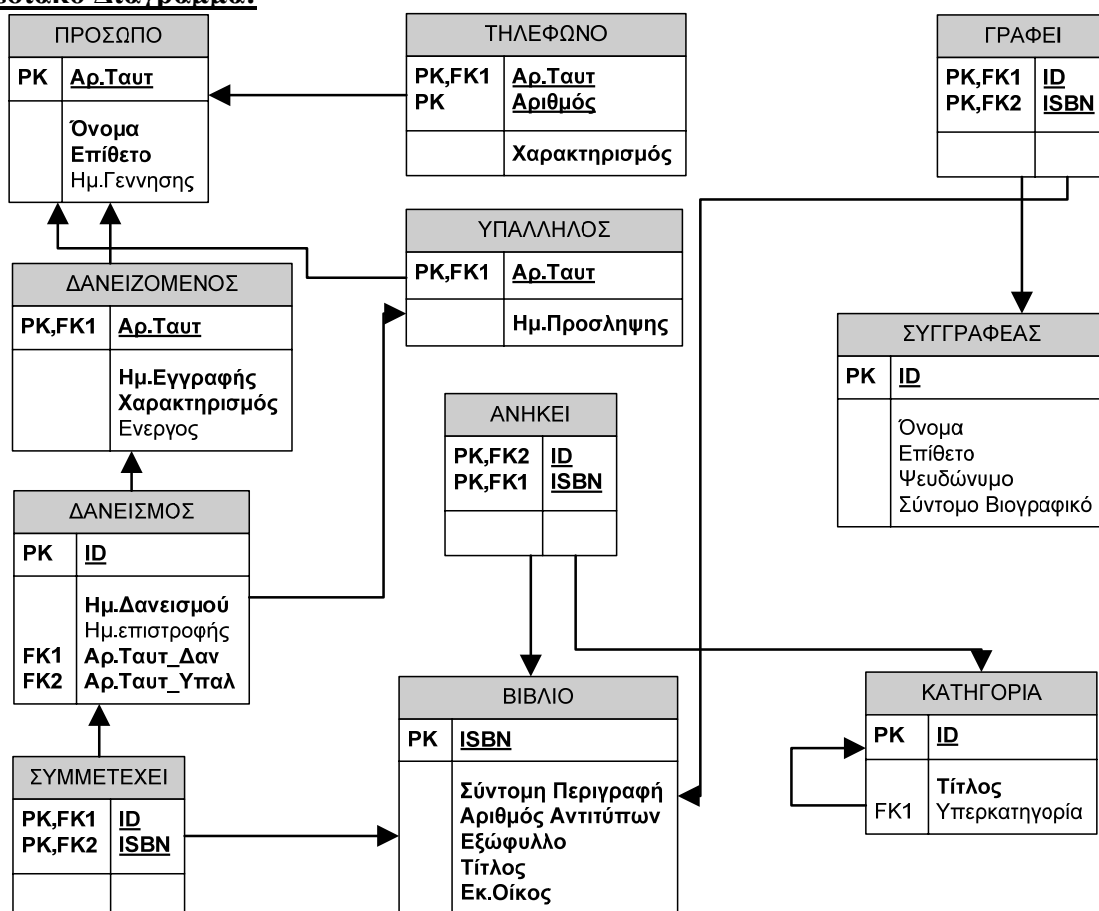 Διάγραμμα:
ΠΡΟΣΩΠΟ
PK Αρ.Ταυτ
Όνομα
Επίθετο
Ημ.Γεννησης
ΤΗΛΕΦΩΝΟ
PK,FK1 Αρ.Ταυτ
PK Αριθμός
Χαρακτηρισμός
ΓΡΑΦΕΙ
PK,FK1 ID
PK,FK2 ISBN
ΥΠΑΛΛΗΛΟΣ
PK,FK1 Αρ.Ταυτ
Ημ.Προσληψης
ΔΑΝΕΙΖΟΜΕΝΟΣ
PK,FK1 Αρ.Ταυτ
Ημ.Εγγραφής
Χαρακτηρισμός
Ενεργος
ΣΥΓΓΡΑΦΕΑΣ
PK ID
Όνομα
Επίθετο
Ψευδώνυμο
Σύντομο Βιογραφικό
ΑΝΗΚΕΙ
PK,FK2 ID
PK,FK1 ISBN
ΔΑΝΕΙΣΜΟΣ
PK ID
Ημ.Δανεισμού
Ημ.επιστροφής
FK1 Αρ.Ταυτ_Δαν
FK2 Αρ.Ταυτ_Υπαλ
ΒΙΒΛΙΟ
PK ISBN
Σύντομη Περιγραφή
Αριθμός Αντιτύπων
Εξώφυλλο
Τίτλος
Εκ.Οίκος
ΚΑΤΗΓΟΡΙΑ
PK ID
Τίτλος
FK1 Υπερκατηγορία
ΣΥΜΜΕΤΕΧΕΙ
PK,FK1 ID
PK,FK2 ISBN